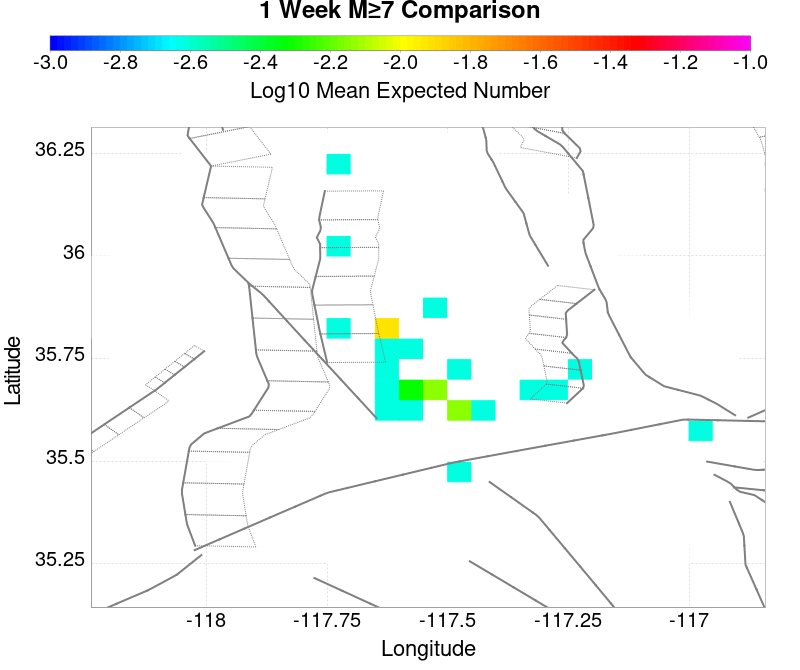 1 Week M≥7 Comparison
-3.0 -2.8 -2.6 -2.4 -2.2 -2.0 -1.8 -1.6 -1.4 -1.2 -1.0
Log10 Mean Expected Number
36.25
36
35.75
35.5
35.25
Latitude
-118 -117.75 -117.5 -117.25 -117
Longitude